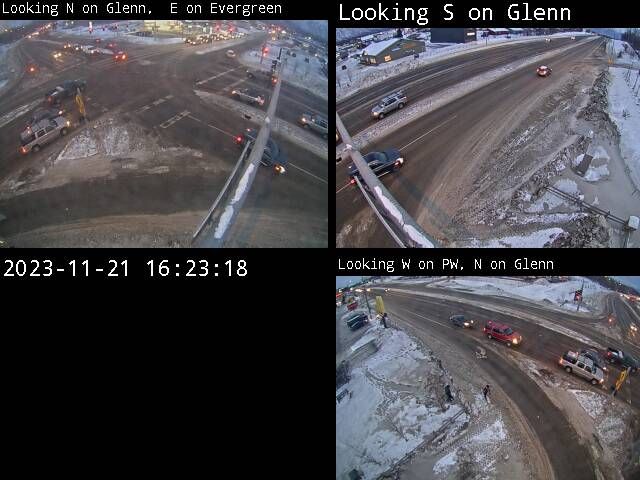 Looking N on Glenn, E on Evergreen
Looking S on Glenn
2023-11-21 16:23:18
Looking W on PW, N on Glenn